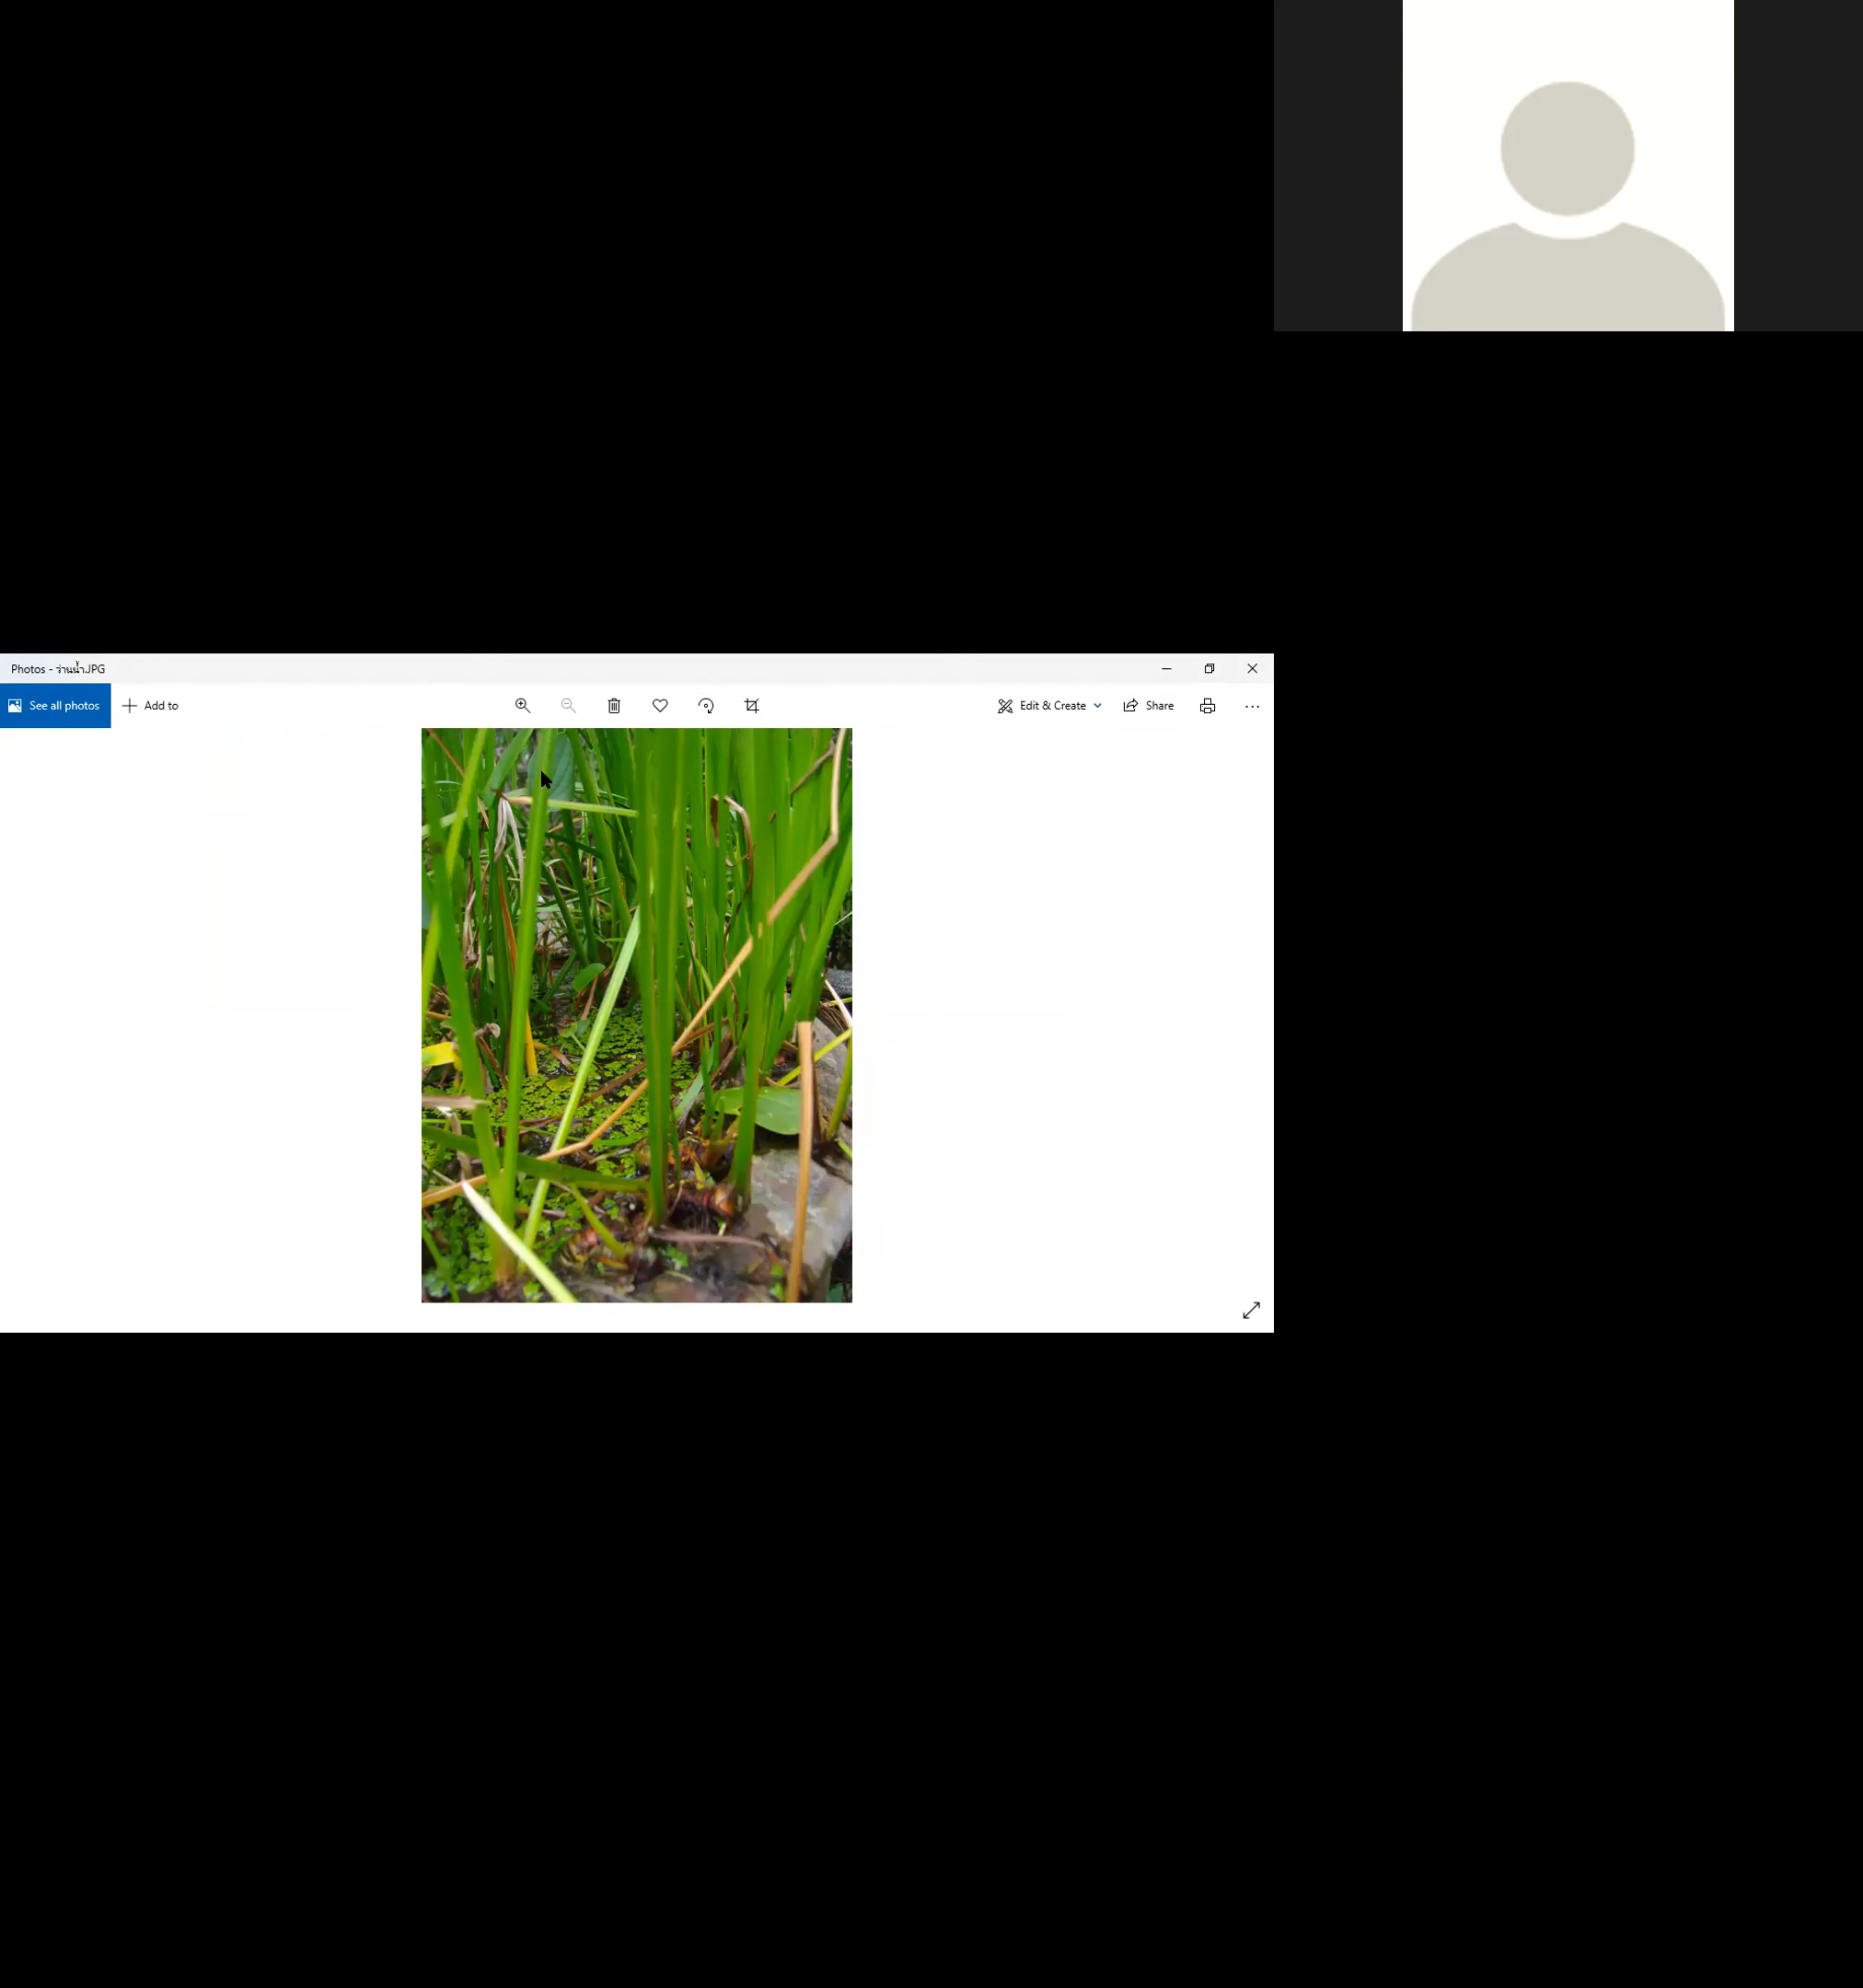 Photos - ว่านน้ำ.JPG
See all photos
Add to
Edit & Create
Share